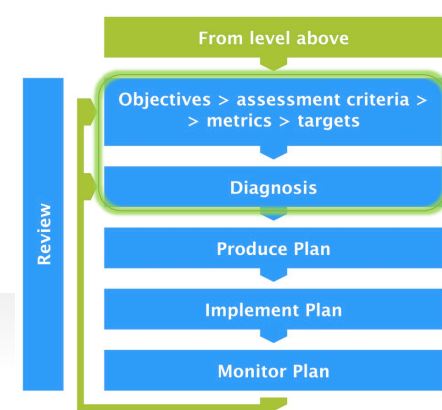 From level above
Objectives > assessment criteria >
> metrics > targets
Diagnosis
Review
Produce Plan
Implement Plan
Monitor Plan